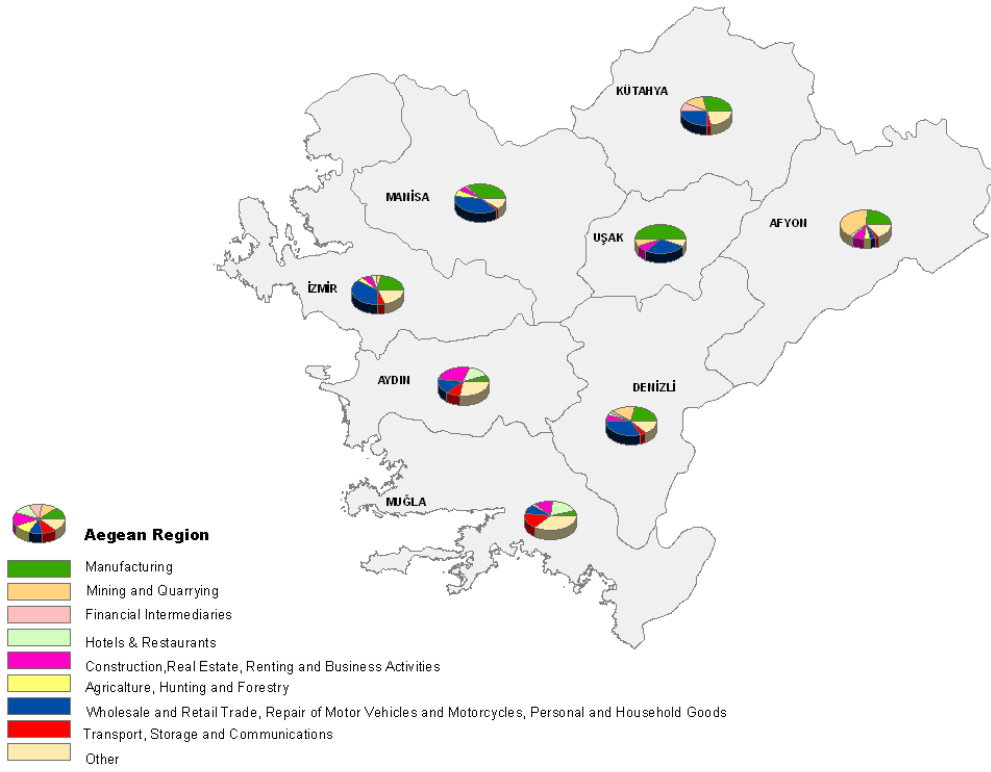 KÜTAHYA
MANİSA
UŞAK
AFYON
İZMİR
AYDIN
DENİZLİ
MUĞLA
Aegean Region
Manufacturing
Mining and Quarrying
Financial Intermediaries
Hotels & Restaurants
Construction,Real Estate, Renting and Business Activities
Agricalture, Hunting and Forestry
Wholesale and Retail Trade, Repair of Motor Vehicles and Motorcycles, Personal and Household Goods
Transport, Storage and Communications
Other